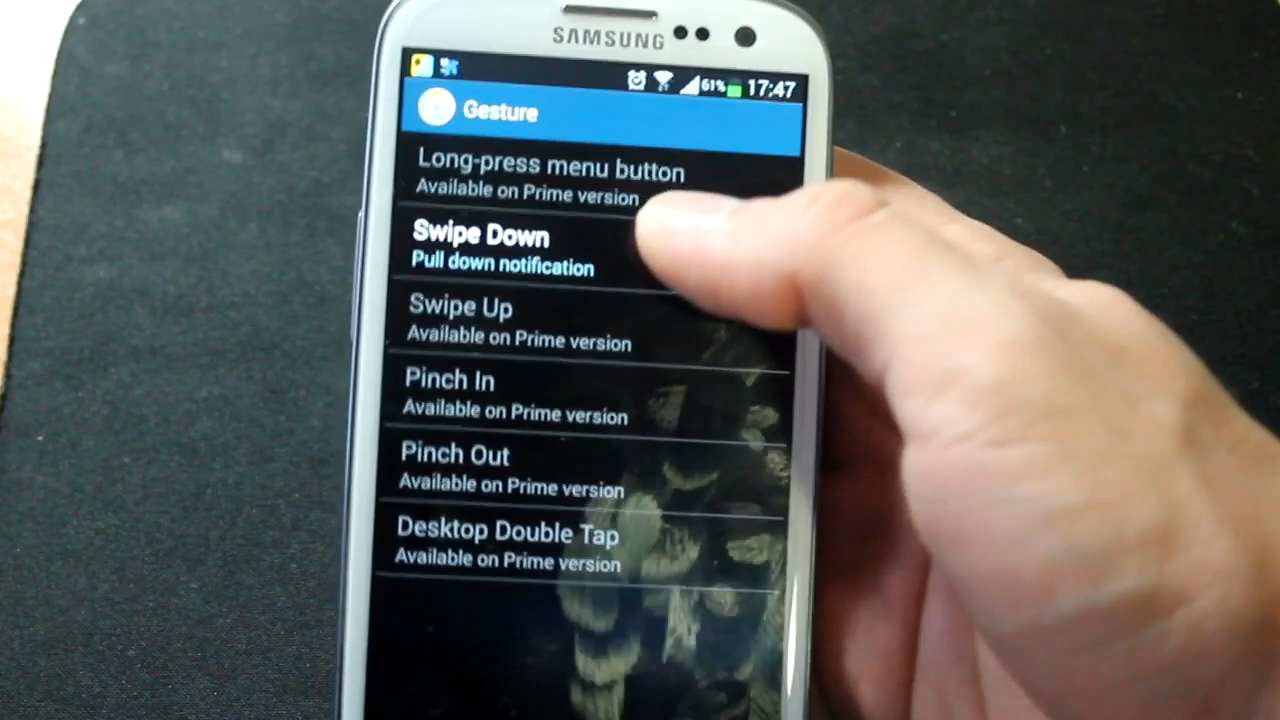 SAMSUNG
61% 17:47
Gesture
Long-press menu button
Available on Prime version
Swipe Down
Pull down notification
Swipe Up
Available on Prime version
Pinch In
Available on Prime version
Pinch Out
Available on Prime version
Desktop Double Tap
Available on Prime version